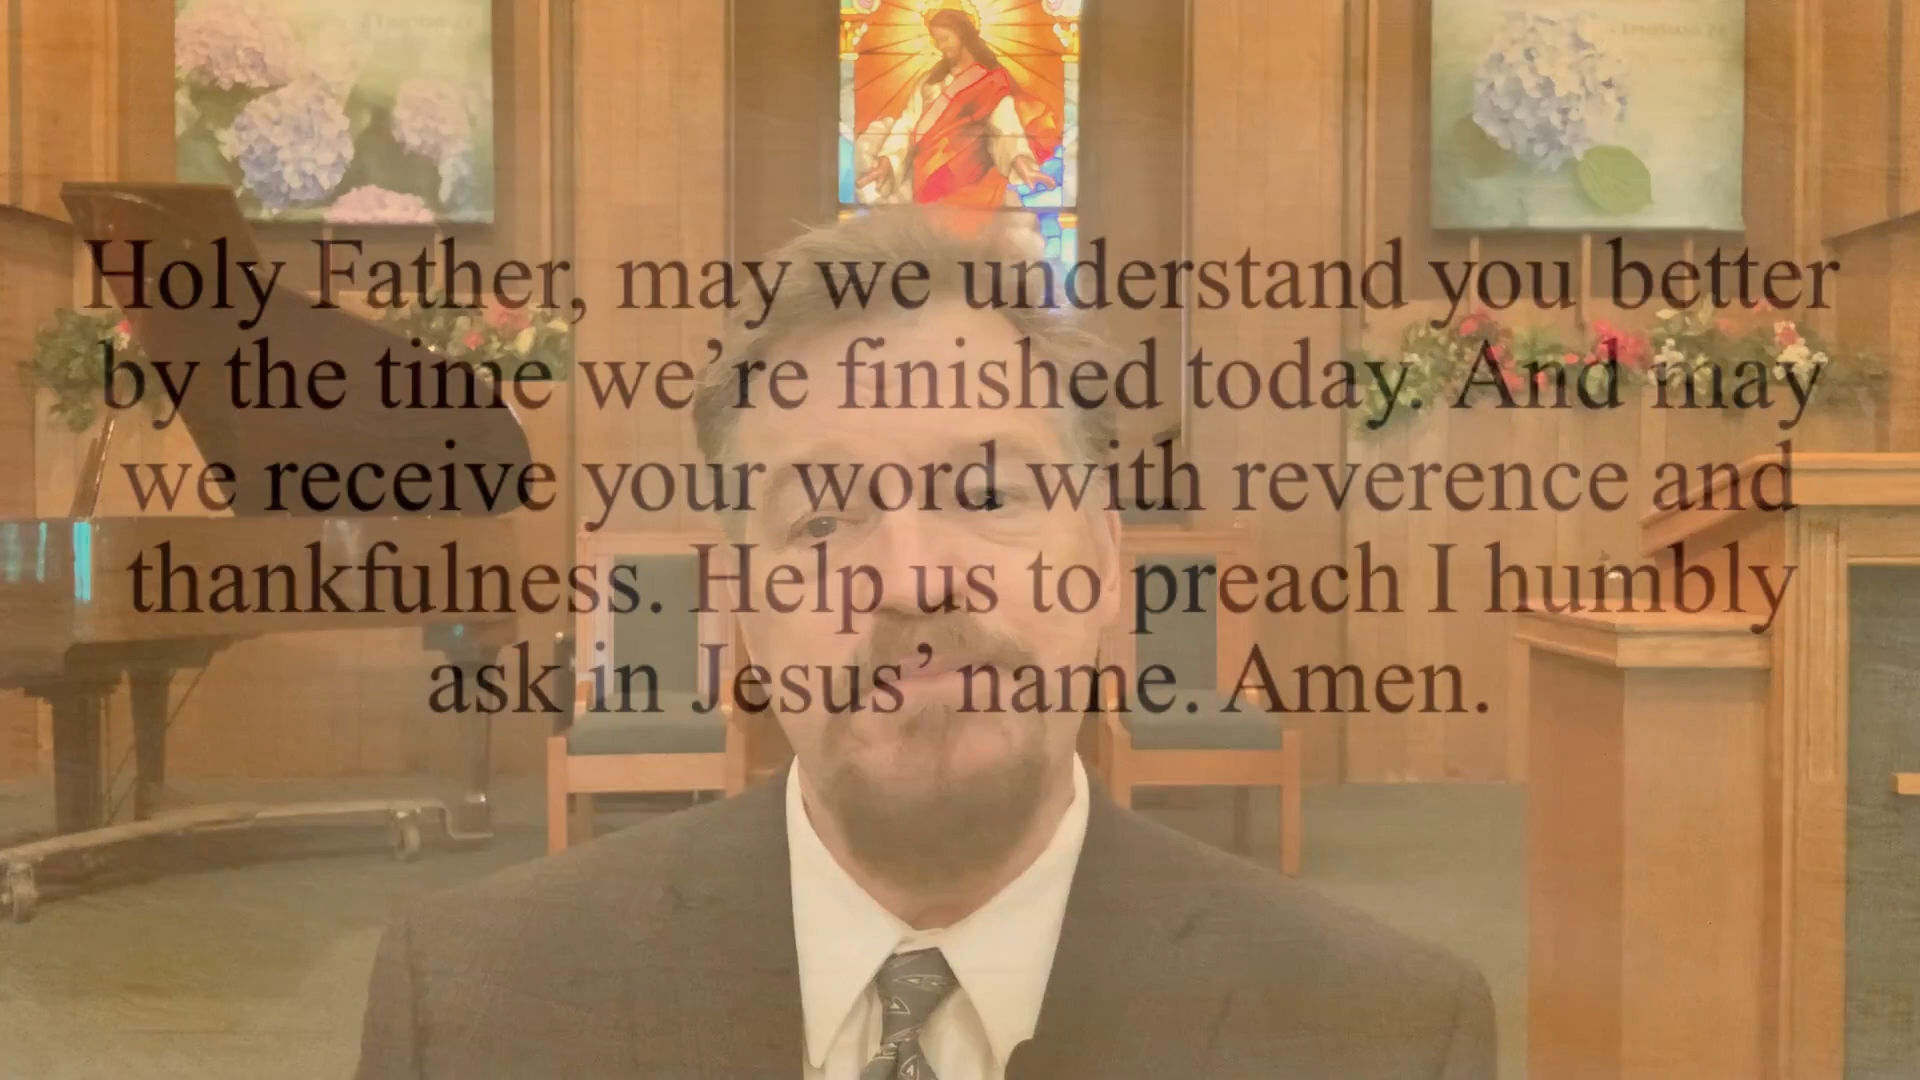 Holy Father, may we understand you better
by the time we’re finished today. And may
we receive your word with reverence and
thankfulness. Help us to preach I humbly
ask in Jesus’ name. Amen.